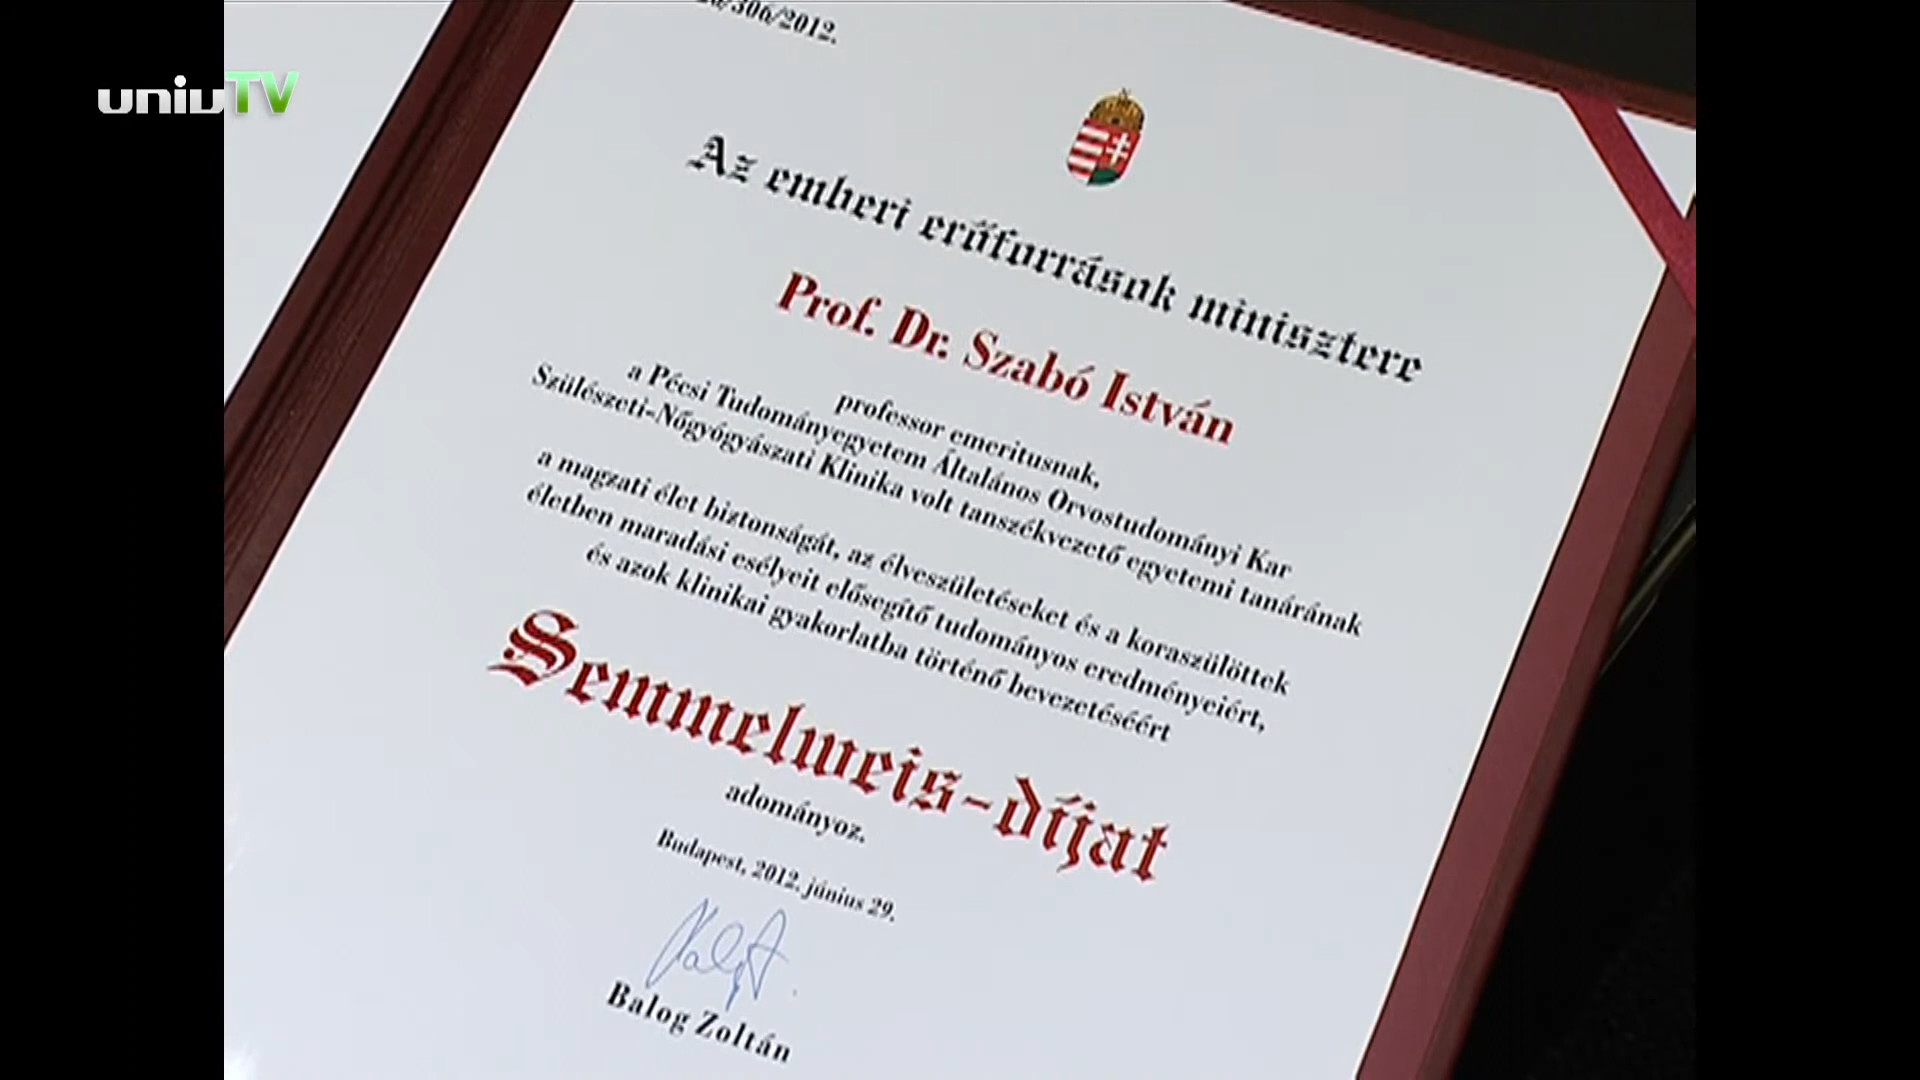 univTV
/306/2012.
Az emberi erőforrások minisztere
Prof. Dr. Szabó István
professor emeritusnak,
a Pécsi Tudományegyetem Általános Orvostudományi Kar
Szülészeti-Nőgyógyászati Klinika volt tanszékvezető egyetemi tanárának
a magzati élet biztonságát, az élveszületéseket és a koraszülöttek
életben maradási esélyeit elősegítő tudományos eredményeiért,
és azok klinikai gyakorlatba történő bevezetéséért
Semmelweis-díjat
adományoz.
Budapest, 2012. június 29.
Balog Zoltán